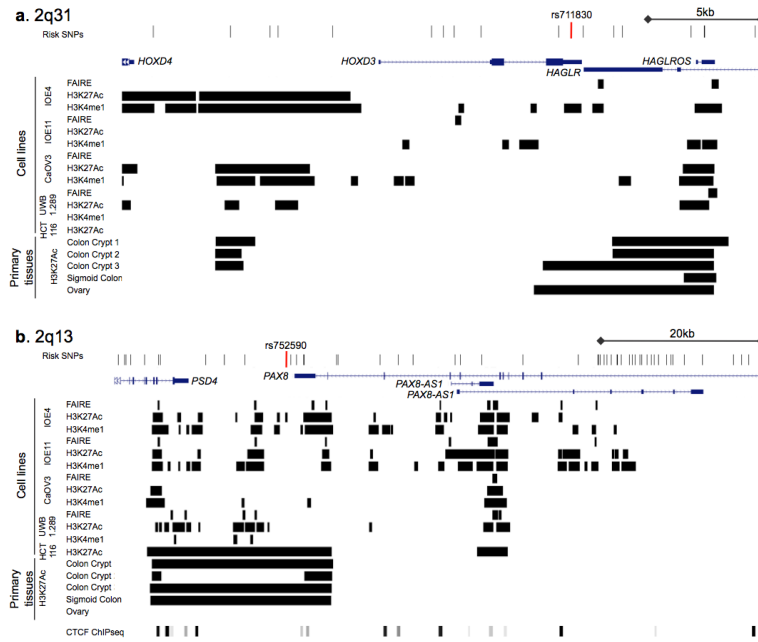 a. 2q31
rs711830
5kb
Risk SNPs
HOXD4
HOXD3
HAGLR
HAGLROS
Cell lines
IOE4
FAIRE
H3K27Ac
H3K4me1
IOE11
FAIRE
H3K27Ac
H3K4me1
CaOV3
FAIRE
H3K27Ac
H3K4me1
UWB 1.289
FAIRE
H3K27Ac
H3K4me1
HCT 116
H3K27Ac
Primary tissues
H3K27Ac
Colon Crypt 1
Colon Crypt 2
Colon Crypt 3
Sigmoid Colon
Ovary
b. 2q13
rs752590
20kb
Risk SNPs
PSD4
PAX8
PAX8-AS1
PAX8-AS1
Cell lines
IOE4
FAIRE
H3K27Ac
H3K4me1
IOE11
FAIRE
H3K27Ac
H3K4me1
CaOV3
FAIRE
H3K27Ac
H3K4me1
UWB 1.289
FAIRE
H3K27Ac
H3K4me1
HCT 116
H3K27Ac
Primary tissues
H3K27Ac
Colon Crypt
Colon Crypt
Colon Crypt
Sigmoid Colon
Ovary
CTCF ChIPseq